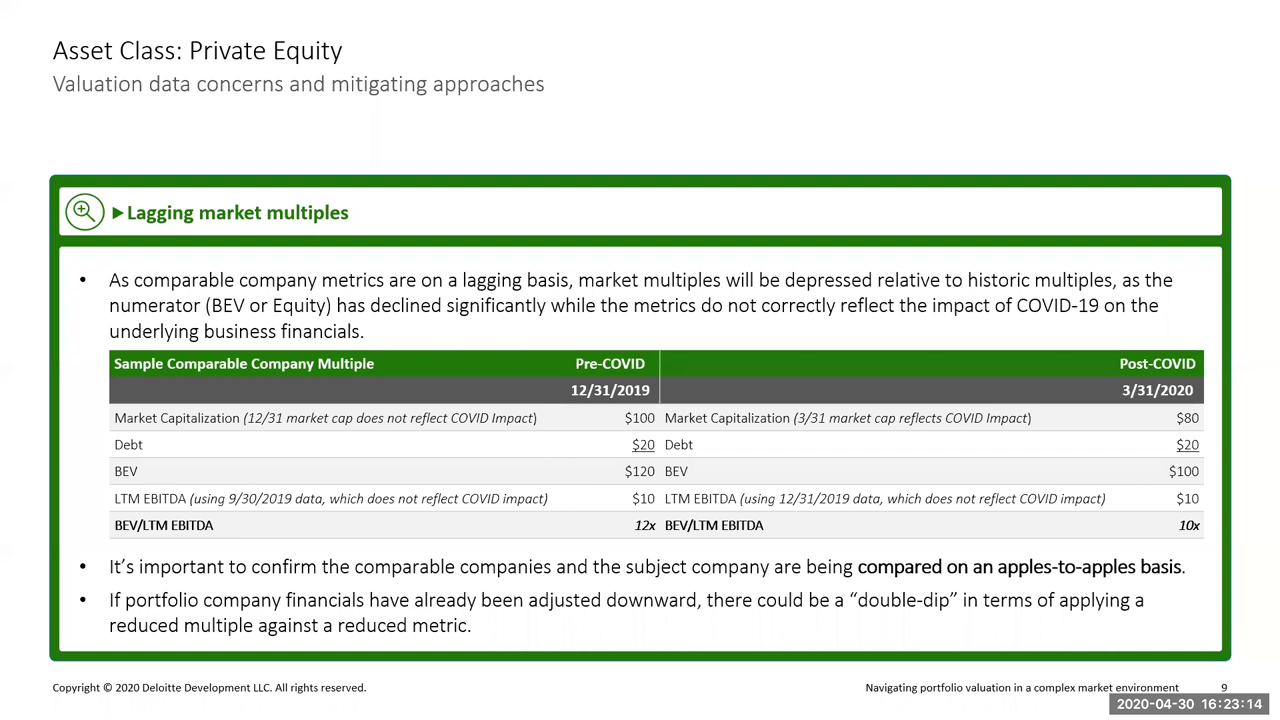 Asset Class: Private Equity
Valuation data concerns and mitigating approaches
▶Lagging market multiples
• As comparable company metrics are on a lagging basis, market multiples will be depressed relative to historic multiples, as the
numerator (BEV or Equity) has declined significantly while the metrics do not correctly reflect the impact of COVID-19 on the
underlying business financials.
Sample Comparable Company Multiple Pre-COVID Post-COVID
12/31/2019 3/31/2020
Market Capitalization (12/31 market cap does not reflect COVID Impact) $100 Market Capitalization (3/31 market cap reflects COVID Impact) $80
Debt $20 Debt $20
BEV $120 BEV $100
LTM EBITDA (using 9/30/2019 data, which does not reflect COVID impact) $10 LTM EBITDA (using 12/31/2019 data, which does not reflect COVID impact) $10
BEV/LTM EBITDA 12x BEV/LTM EBITDA 10x
• It’s important to confirm the comparable companies and the subject company are being compared on an apples-to-apples basis.
• If portfolio company financials have already been adjusted downward, there could be a “double-dip” in terms of applying a
reduced multiple against a reduced metric.
Copyright © 2020 Deloitte Development LLC. All rights reserved. Navigating portfolio valuation in a complex market environment 9
2020-04-30 16:23:14